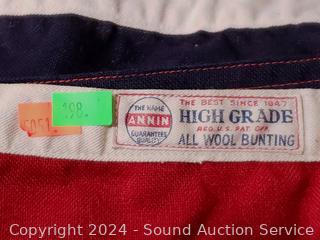 5051
198.
THE NAME
ANNIN
GUARANTEES
QUALITY
THE BEST SINCE 1847
HIGH GRADE
REG. U.S. PAT. OFF.
ALL WOOL BUNTING
Copyright 2024 - Sound Auction Service